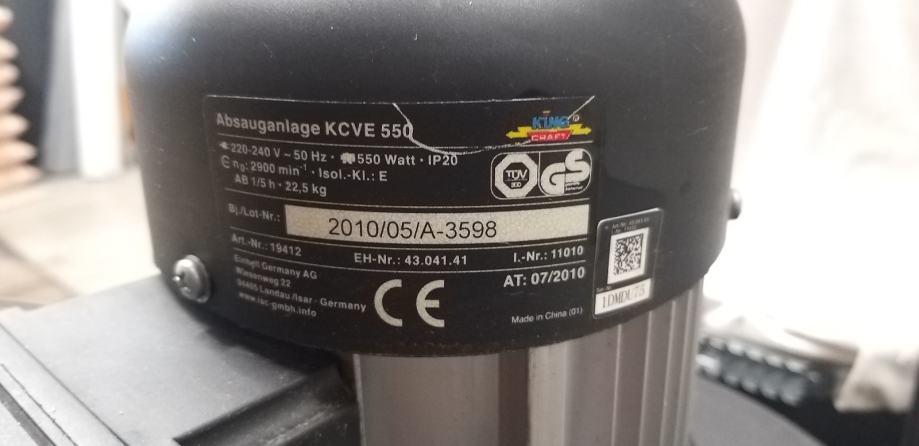 Absauganlage KCVE 550
KING
CRAFT
220-240 V ~ 50 Hz · 550 Watt · IP20
n₀: 2900 min⁻¹ · Isol.-Kl.: E
AB 1/5 h · 22,5 kg
TÜV
GS
Bj./Lot-Nr.: 2010/05/A-3598
Art.-Nr.: 19412 EH-Nr.: 43.041.41 I.-Nr.: 11010
Einhell Germany AG
Wiesenweg 22
94405 Landau/Isar · Germany
www.isc-gmbh.info
CE
AT: 07/2010
Made in China (01)